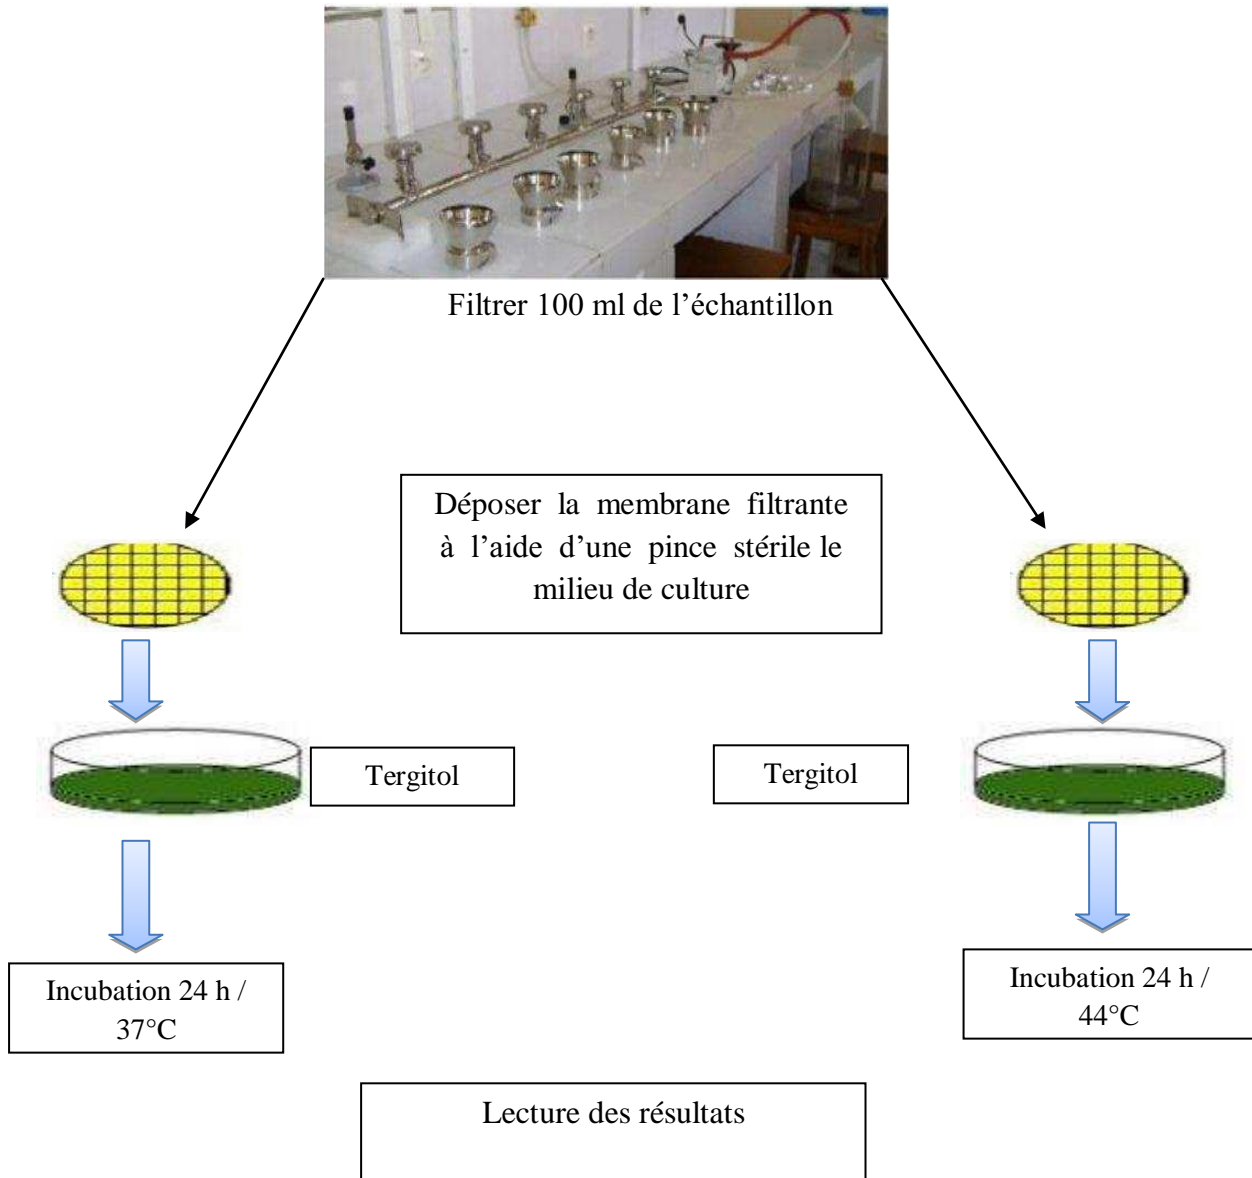 Filtrer 100 ml de l’échantillon
Déposer la membrane filtrante
à l’aide d’une pince stérile le
milieu de culture
Tergitol
Tergitol
Incubation 24 h /
37°C
Incubation 24 h /
44°C
Lecture des résultats